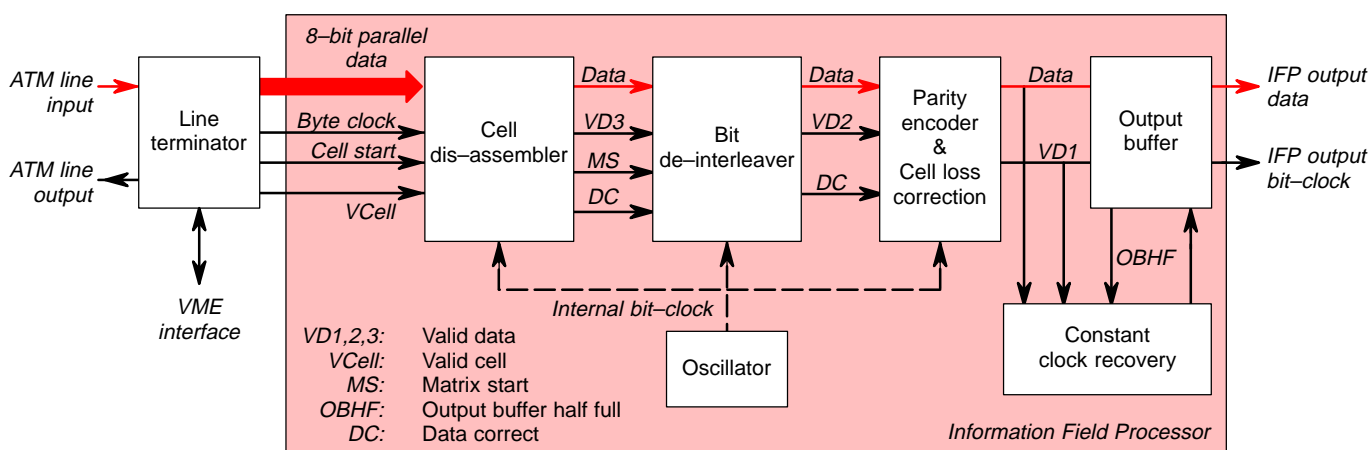 8–bit parallel
data
ATM line
input
ATM line
output
Line
terminator
VME
interface
Byte clock
Cell start
VCell
Cell
dis–assembler
Data
VD3
MS
DC
Bit
de–interleaver
Data
VD2
DC
Parity
encoder
&
Cell loss
correction
Data
VD1
Output
buffer
IFP output
data
IFP output
bit–clock
OBHF
Internal bit–clock
Oscillator
Constant
clock recovery
VD1,2,3: Valid data
VCell: Valid cell
MS: Matrix start
OBHF: Output buffer half full
DC: Data correct
Information Field Processor